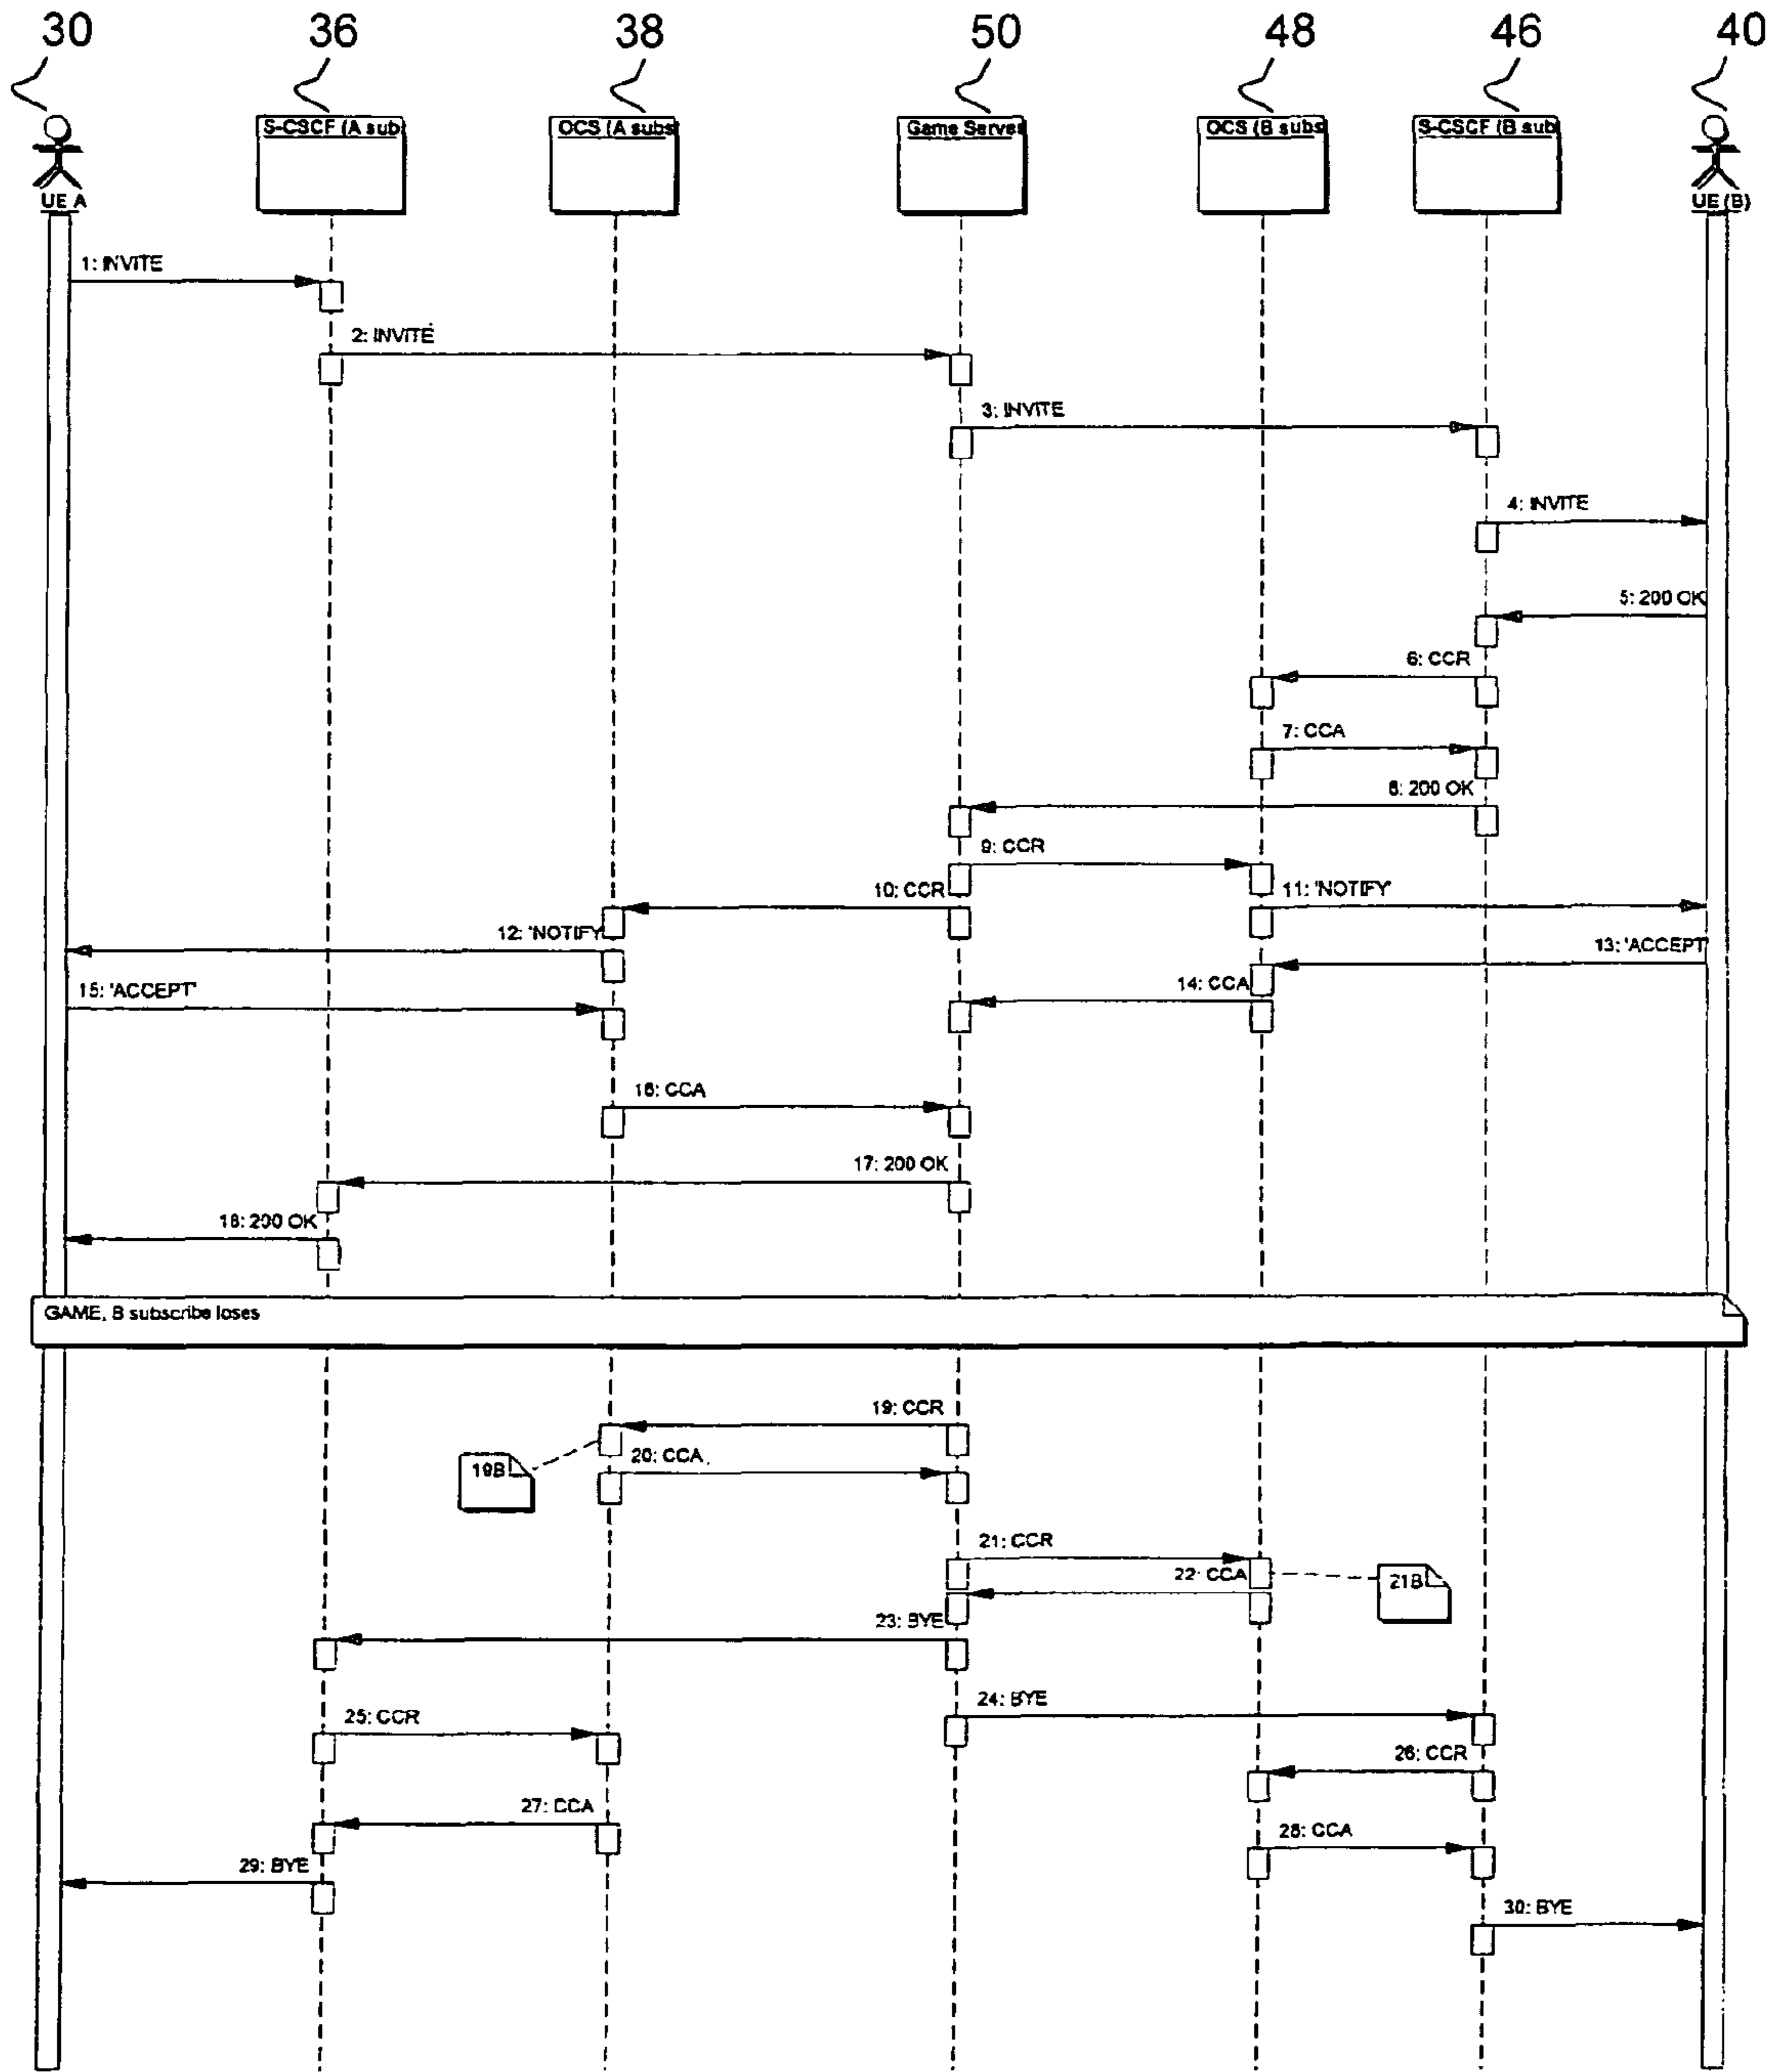 30 36 38 50 48 46 40
S-CSCF (A sub
OCS (A subs
Game Server
OCS (B subs
S-CSCF (B sub
UE A
UE (B)
1: INVITE
2: INVITE
3: INVITE
4: INVITE
5: 200 OK
6: CCR
7: CCA
8: 200 OK
9: CCR
10: CCR
11: 'NOTIFY'
12: 'NOTIFY
13: 'ACCEPT'
14: CCA
15: 'ACCEPT'
16: CCA
17: 200 OK
18: 200 OK
GAME, B subscribe loses
19: CCR
19B
20: CCA
21: CCR
22: CCA
21B
23: BYE
24: BYE
25: CCR
26: CCR
27: CCA
28: CCA
29: BYE
30: BYE